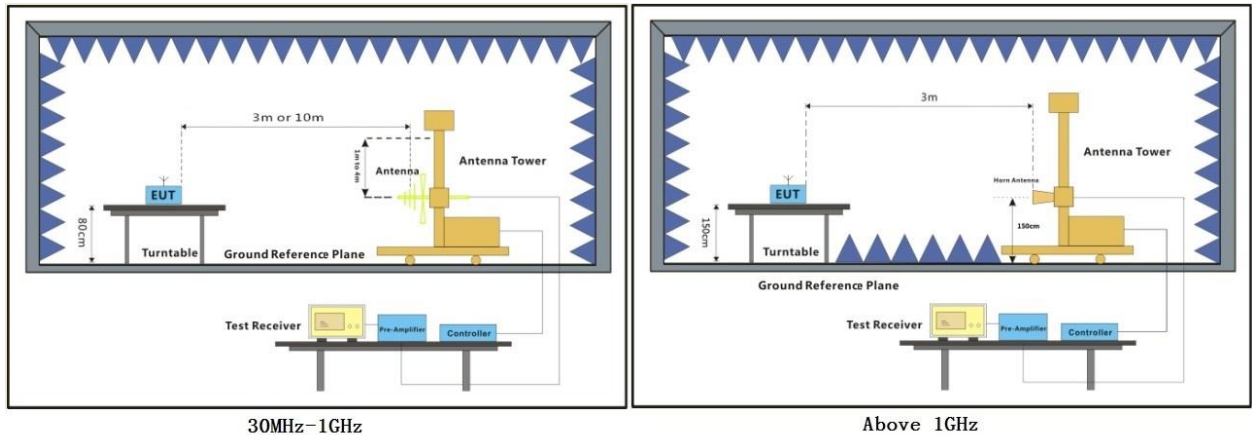 3m or 10m
1m to 4m
Antenna
Antenna Tower
EUT
80cm
Turntable
Ground Reference Plane
Test Receiver
Pre-Amplifier
Controller
30MHz-1GHz
3m
Antenna Tower
Horn Antenna
EUT
150cm
150cm
Turntable
Ground Reference Plane
Test Receiver
Pre-Amplifier
Controller
Above 1GHz